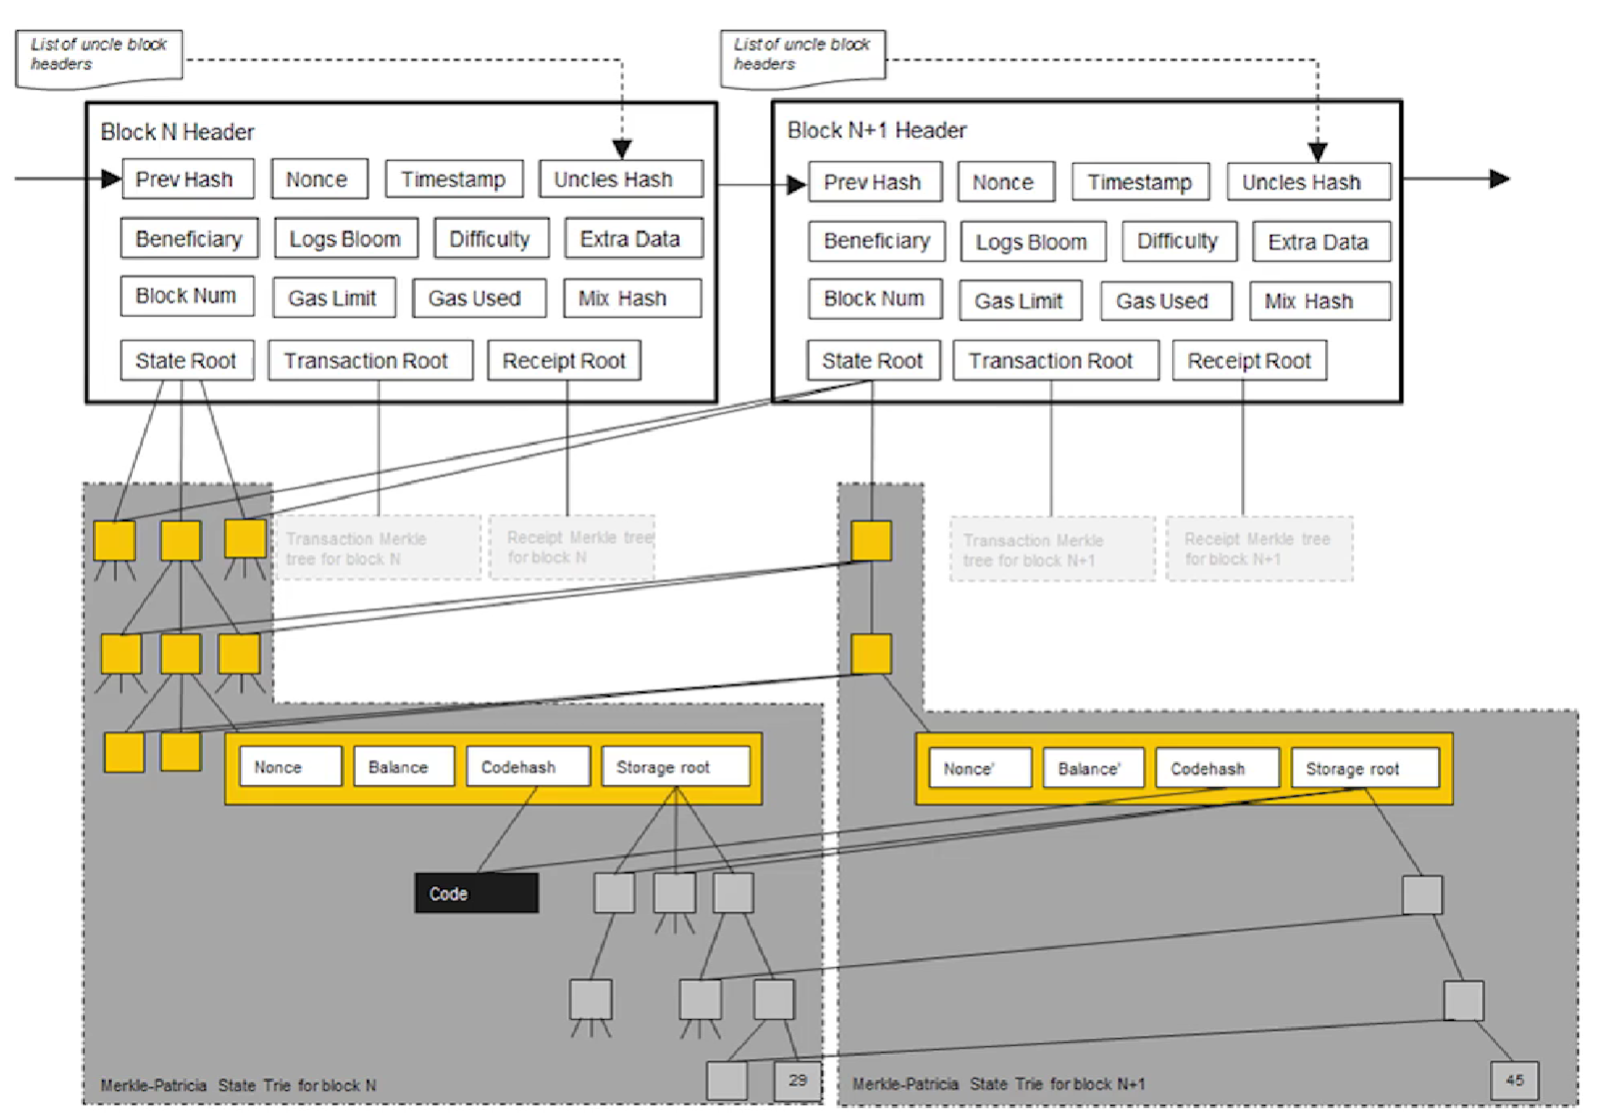 List of uncle block
headers
List of uncle block
headers
Block N Header
Prev Hash
Nonce
Timestamp
Uncles Hash
Beneficiary
Logs Bloom
Difficulty
Extra Data
Block Num
Gas Limit
Gas Used
Mix Hash
State Root
Transaction Root
Receipt Root
Block N+1 Header
Prev Hash
Nonce
Timestamp
Uncles Hash
Beneficiary
Logs Bloom
Difficulty
Extra Data
Block Num
Gas Limit
Gas Used
Mix Hash
State Root
Transaction Root
Receipt Root
Transaction Merkle
tree for block N
Receipt Merkle tree
for block N
Transaction Merkle
tree for block N+1
Receipt Merkle tree
for block N+1
Nonce
Balance
Codehash
Storage root
Nonce'
Balance'
Codehash
Storage root
Code
29
45
Merkle-Patricia State Trie for block N
Merkle-Patricia State Trie for block N+1